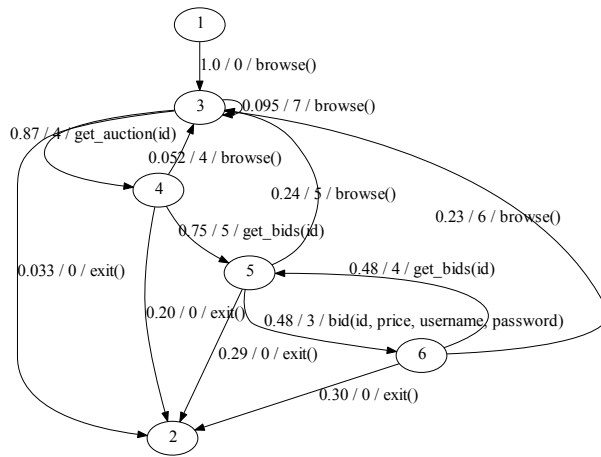 1
1.0 / 0 / browse()
3
0.095 / 7 / browse()
0.87 / 4 / get_auction(id)
0.052 / 4 / browse()
4
0.24 / 5 / browse()
0.23 / 6 / browse()
0.75 / 5 / get_bids(id)
0.033 / 0 / exit()
5
0.48 / 4 / get_bids(id)
0.20 / 0 / exit()
0.48 / 3 / bid(id, price, username, password)
0.29 / 0 / exit()
6
0.30 / 0 / exit()
2